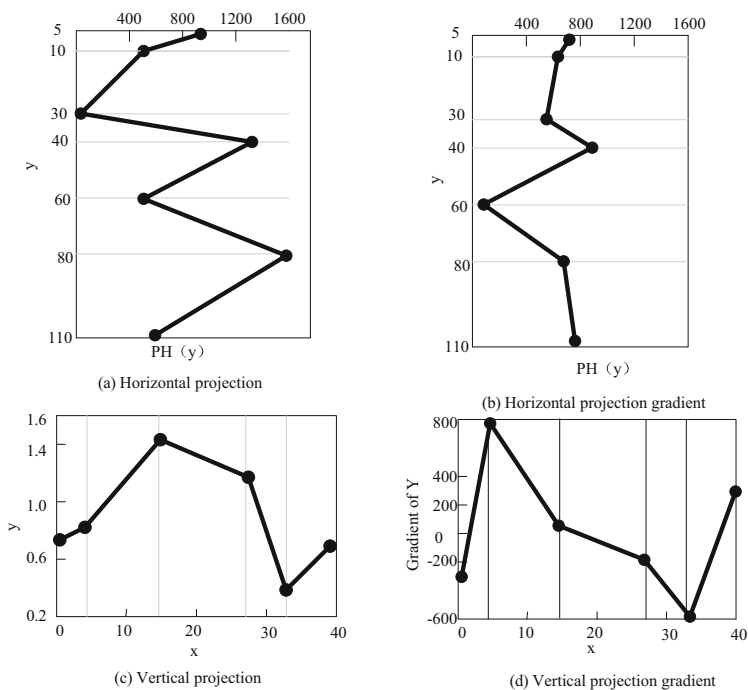 400 800 1200 1600
5
10
30
40
60
80
110
y
PH（y）
(a) Horizontal projection
400 800 1200 1600
5
10
30
40
60
80
110
y
PH（y）
(b) Horizontal projection gradient
1.6
1.4
1.0
0.6
0.2
y
0 10 20 30 40
x
(c) Vertical projection
800
400
200
0
-200
-600
Gradient of Y
0 10 20 30 40
x
(d) Vertical projection gradient